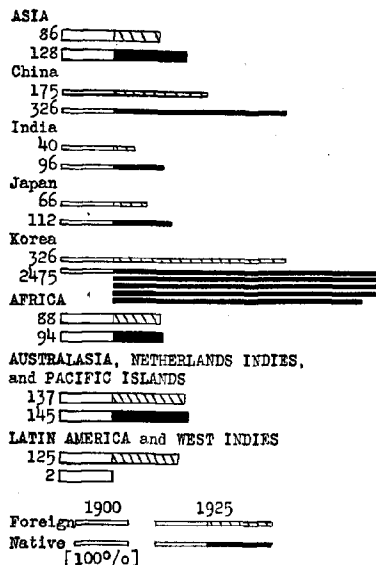 ASIA
86
128
China
175
326
India
40
96
Japan
66
112
Korea
326
2475
AFRICA
88
94
AUSTRALASIA, NETHERLANDS INDIES,
and PACIFIC ISLANDS
137
145
LATIN AMERICA and WEST INDIES
125
2
1900 1925
Foreign
Native
[100%]